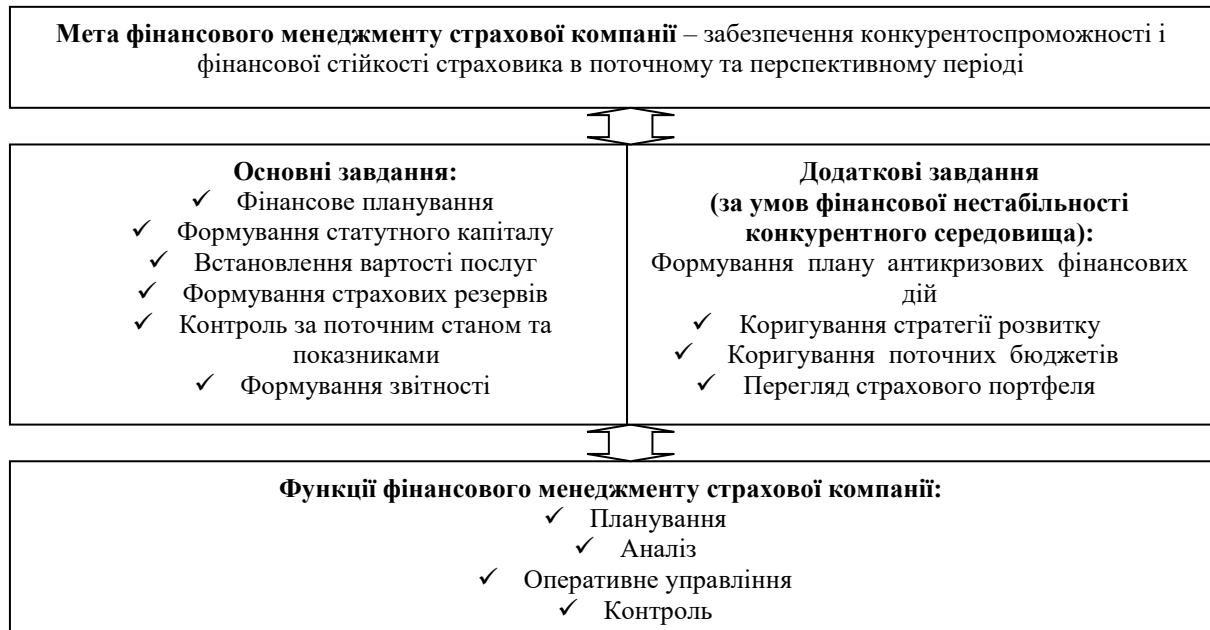 Мета фінансового менеджменту страхової компанії – забезпечення конкурентоспроможності і
фінансової стійкості страховика в поточному та перспективному періоді
Основні завдання:
✓ Фінансове планування
✓ Формування статутного капіталу
✓ Встановлення вартості послуг
✓ Формування страхових резервів
✓ Контроль за поточним станом та
показниками
✓ Формування звітності
Додаткові завдання
(за умов фінансової нестабільності
конкурентного середовища):
Формування плану антикризових фінансових
дій
✓ Коригування стратегії розвитку
✓ Коригування поточних бюджетів
✓ Перегляд страхового портфеля
Функції фінансового менеджменту страхової компанії:
✓ Планування
✓ Аналіз
✓ Оперативне управління
✓ Контроль